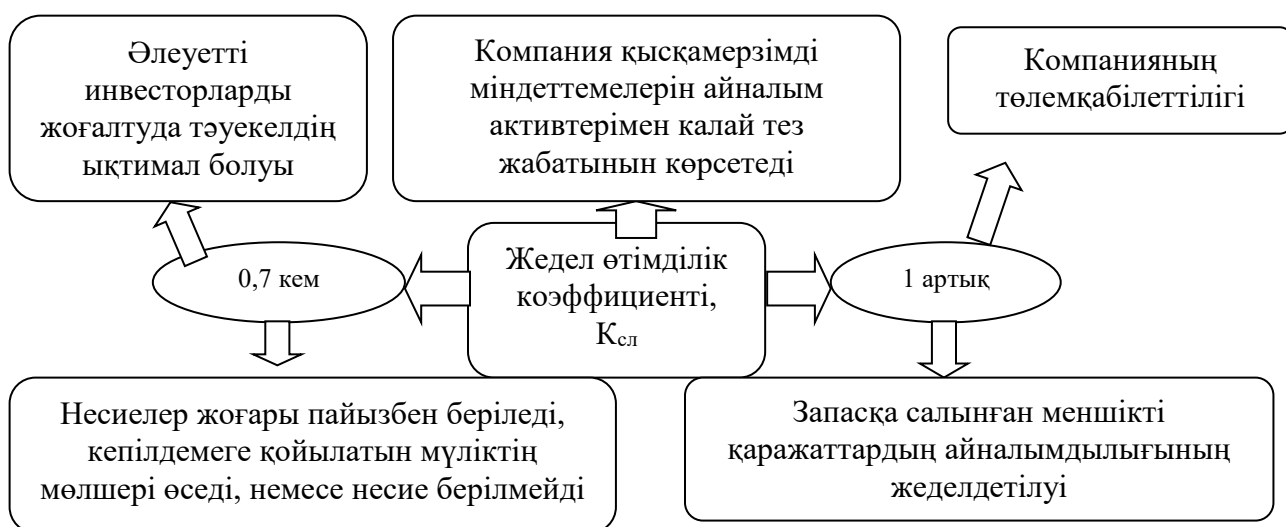 Әлеуетті
инвесторларды
жоғалтуда тәуекелдің
ықтимал болуы
Компания қысқамерзімді
міндеттемелерін айналым
активтерімен калай тез
жабатынын көрсетеді
Компанияның
төлемқабілеттілігі
0,7 кем
Жедел өтімділік
коэффициенті,
Ксл
1 артық
Несиелер жоғары пайызбен беріледі,
кепілдемеге қойылатын мүліктің
мөлшері өседі, немесе несие берілмейді
Запасқа салынған меншікті
қаражаттардың айналымдылығының
жеделдетілуі